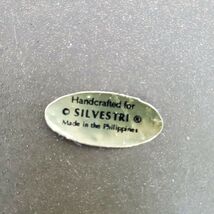 Handcrafted for
© SILVESTRI ®
Made in the Philippines